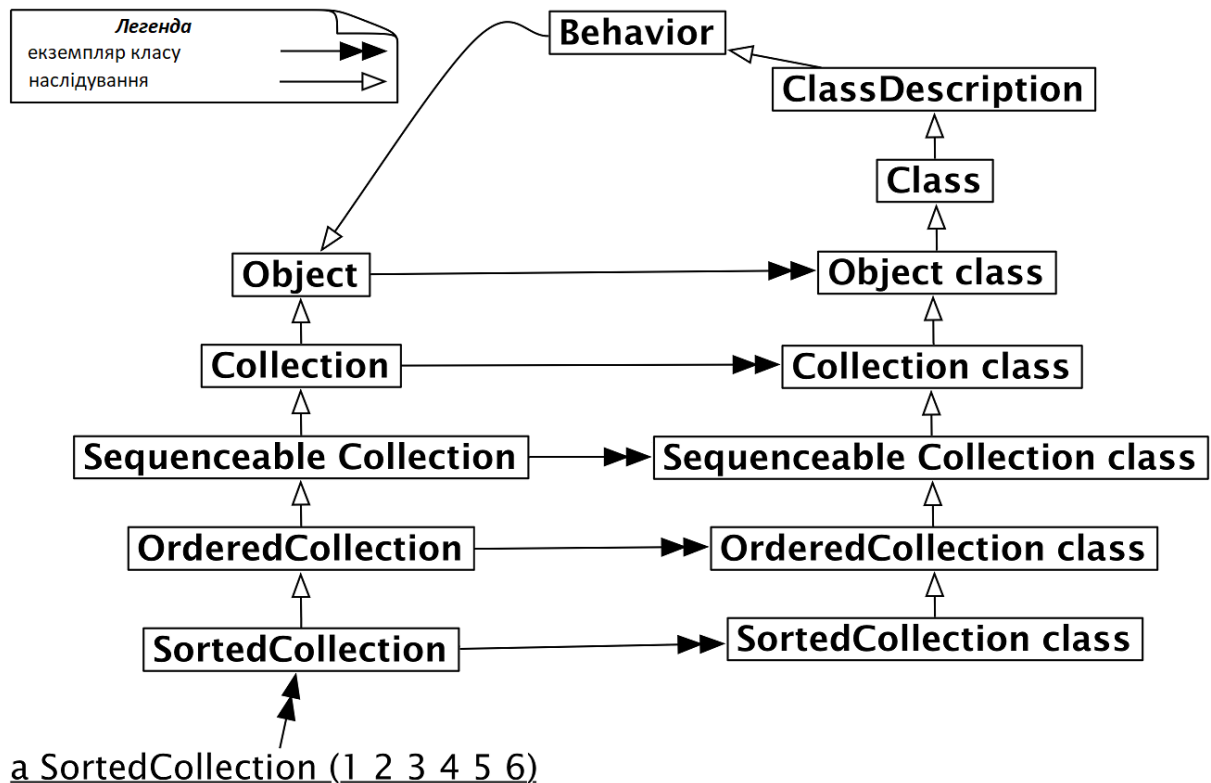 Легенда
екземпляр класу
наслідування
Behavior
ClassDescription
Class
Object
Object class
Collection
Collection class
Sequenceable Collection
Sequenceable Collection class
OrderedCollection
OrderedCollection class
SortedCollection
SortedCollection class
a SortedCollection (1 2 3 4 5 6)